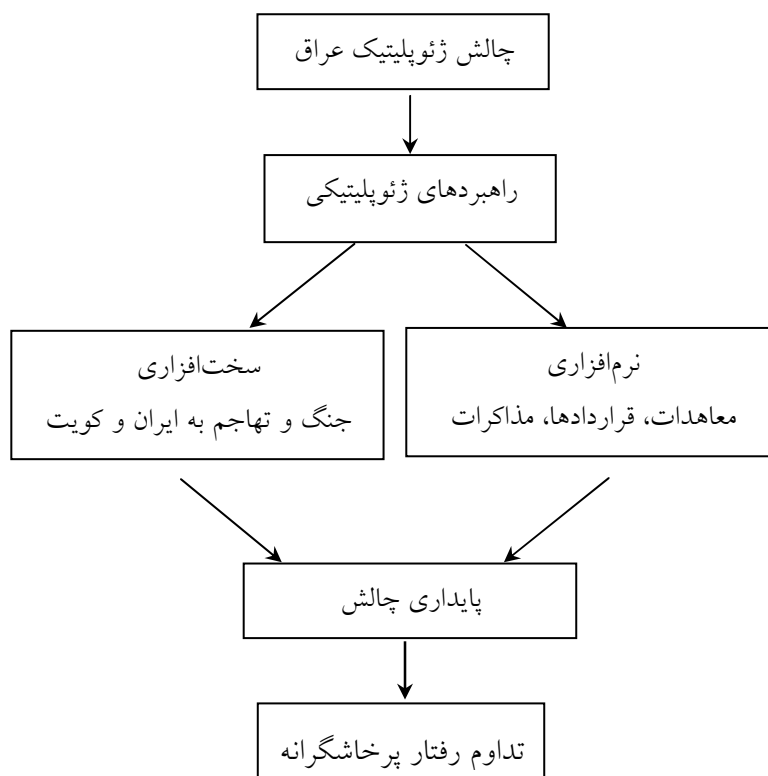 چالش ژئوپلیتیک عراق
راهبردهای ژئوپلیتیکی
نرم‌افزاری
معاهدات، قراردادها، مذاکرات
سخت‌افزاری
جنگ و تهاجم به ایران و کویت
پایداری چالش
تداوم رفتار پرخاشگرانه